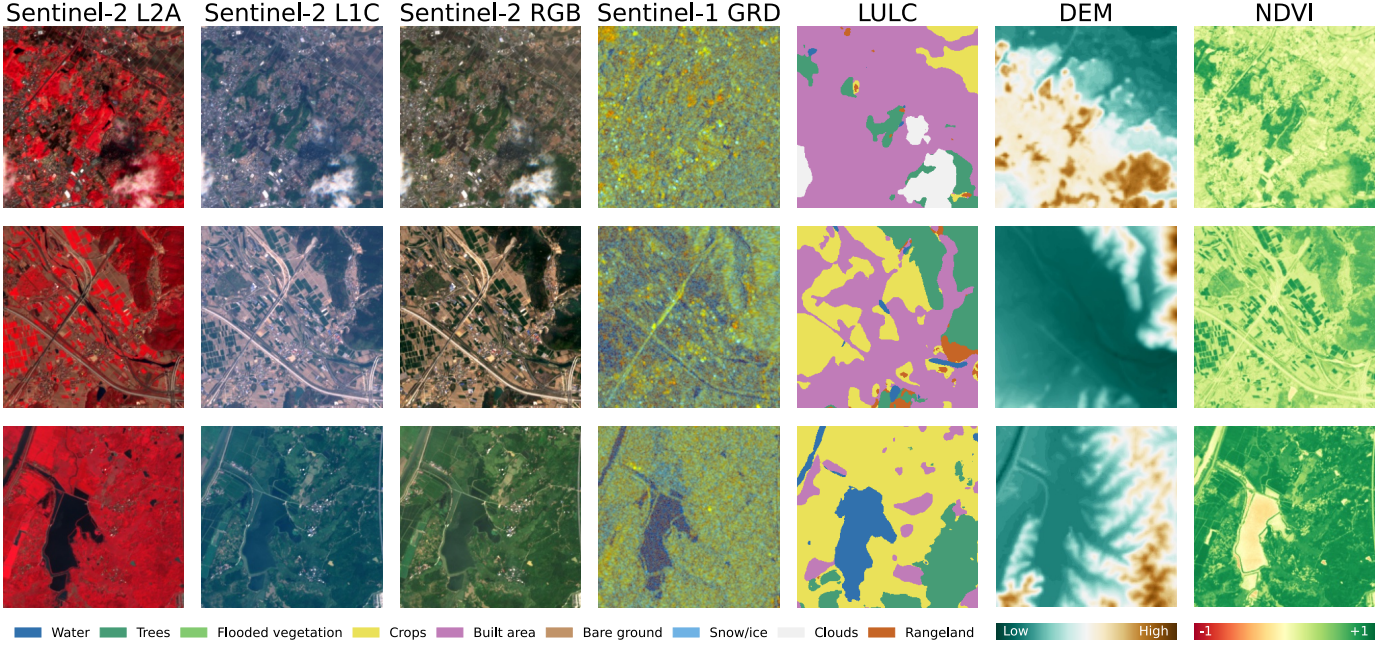 Sentinel-2 L2A Sentinel-2 L1C Sentinel-2 RGB Sentinel-1 GRD LULC DEM NDVI
Water Trees Flooded vegetation Crops Built area Bare ground Snow/ice Clouds Rangeland Low High -1 +1